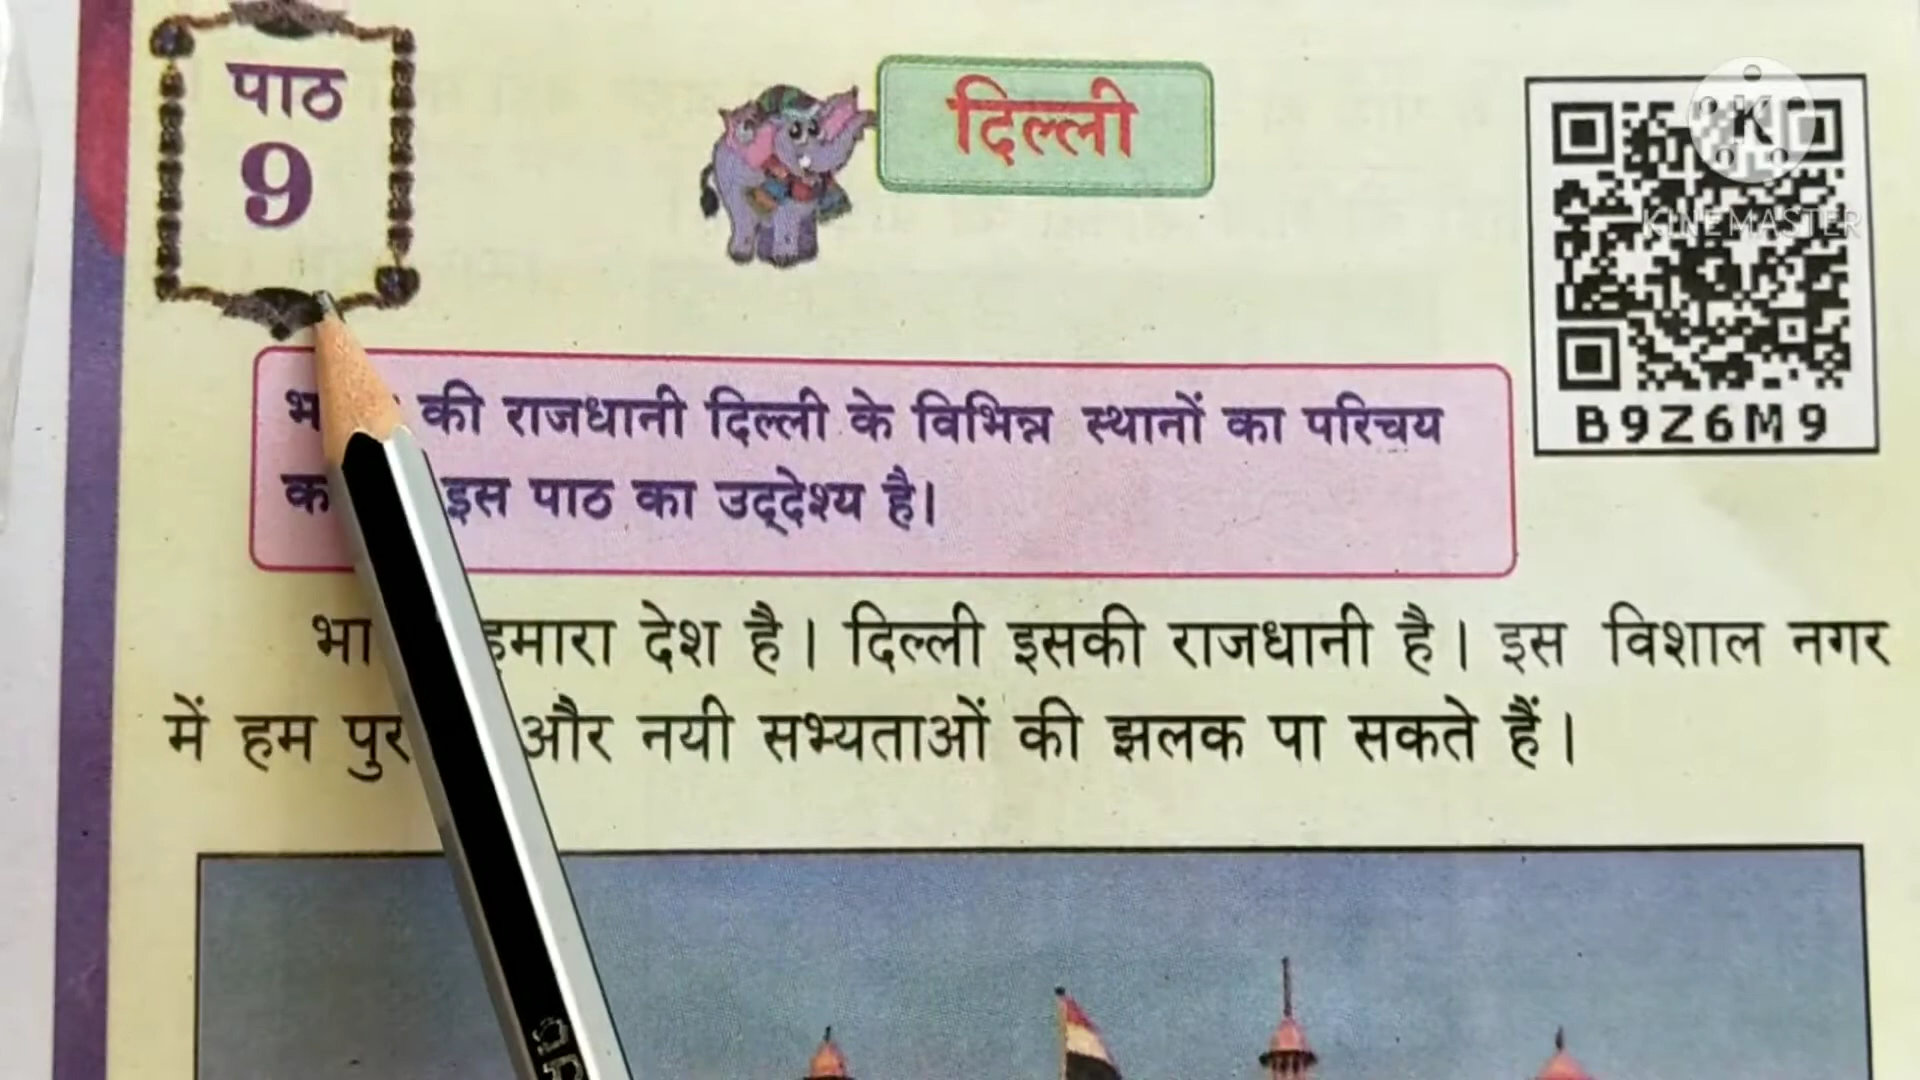 पाठ
9
दिल्ली
K
KINEMASTER
B9Z6M9
की राजधानी दिल्ली के विभिन्न स्थानों का परिचय
इस पाठ का उद्देश्य है।
हमारा देश है। दिल्ली इसकी राजधानी है। इस विशाल नगर
में हम और नयी सभ्यताओं की झलक पा सकते हैं।